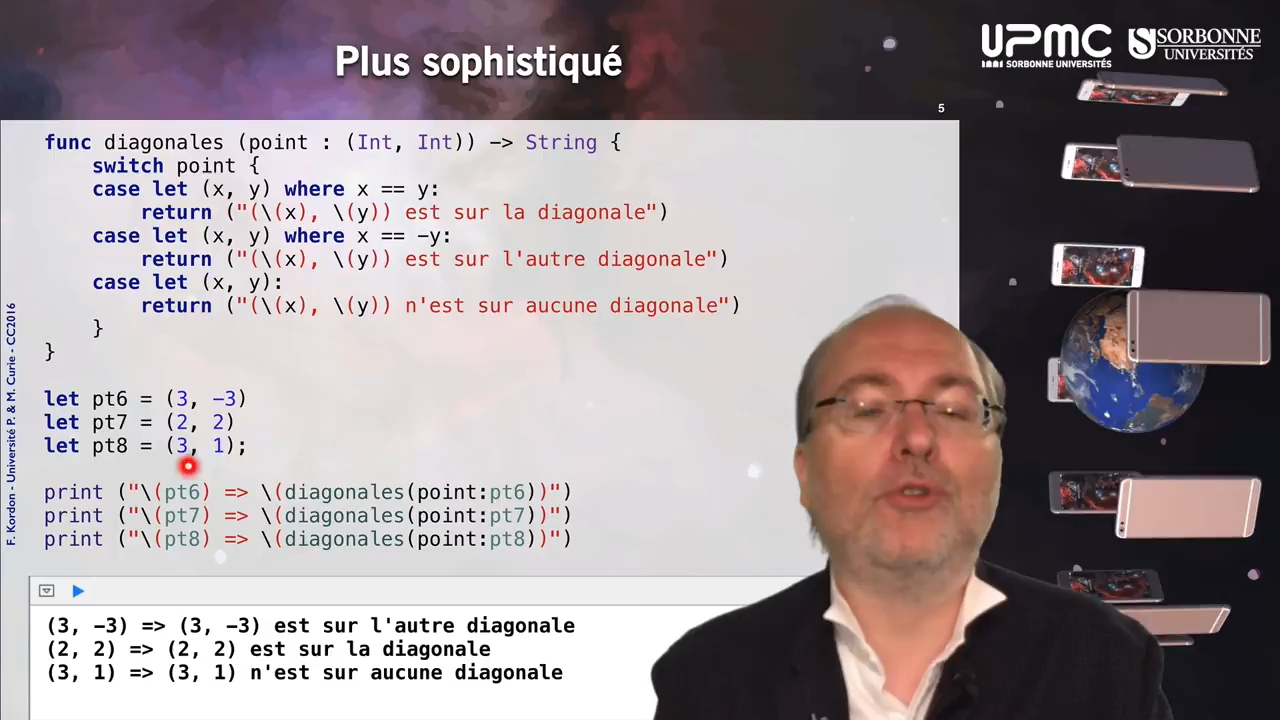 Plus sophistiqué
UPMC
SORBONNE UNIVERSITÉS
SORBONNE
UNIVERSITÉS
5
func diagonales (point : (Int, Int)) -> String {
    switch point {
    case let (x, y) where x == y:
        return ("(\(x), \(y)) est sur la diagonale")
    case let (x, y) where x == -y:
        return ("(\(x), \(y)) est sur l'autre diagonale")
    case let (x, y):
        return ("(\(x), \(y)) n'est sur aucune diagonale")
    }
}
let pt6 = (3, -3)
let pt7 = (2, 2)
let pt8 = (3, 1);
print ("\(pt6) => \(diagonales(point:pt6))")
print ("\(pt7) => \(diagonales(point:pt7))")
print ("\(pt8) => \(diagonales(point:pt8))")
(3, -3) => (3, -3) est sur l'autre diagonale
(2, 2) => (2, 2) est sur la diagonale
(3, 1) => (3, 1) n'est sur aucune diagonale
F. Kordon - Université P. & M. Curie - CC2016